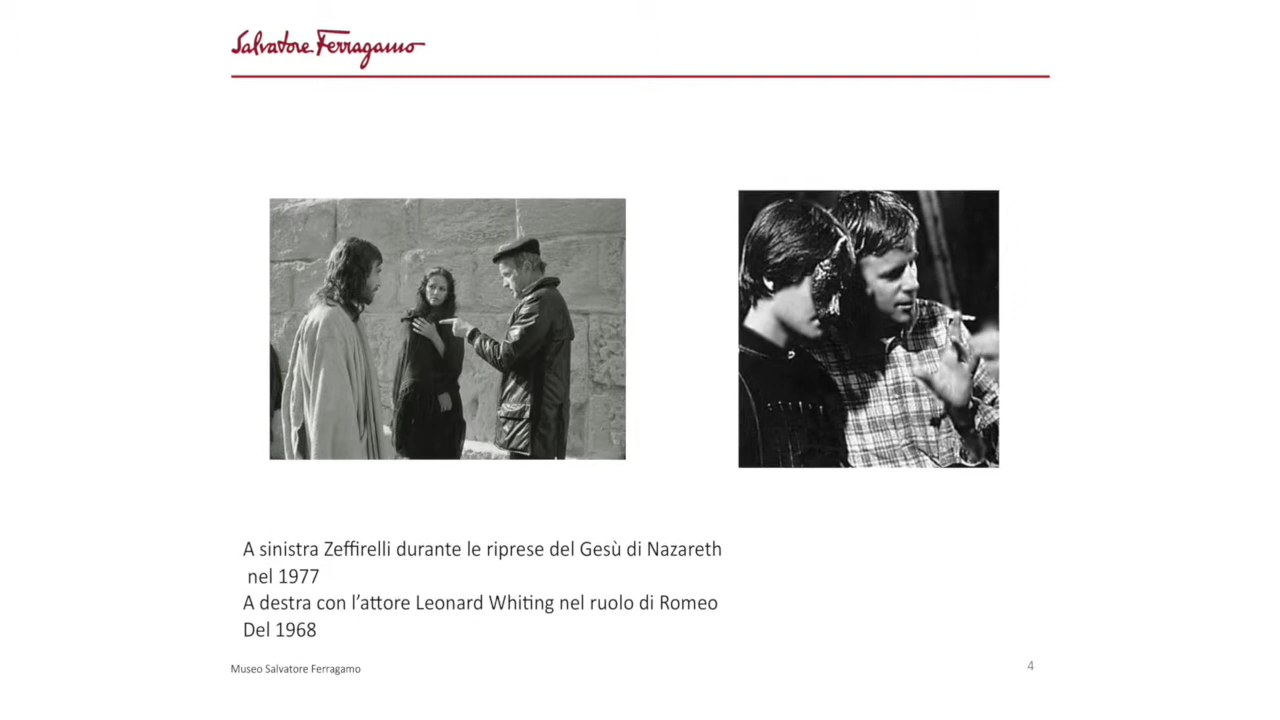 Salvatore Ferragamo
A sinistra Zeffirelli durante le riprese del Gesù di Nazareth
nel 1977
A destra con l’attore Leonard Whiting nel ruolo di Romeo
Del 1968
Museo Salvatore Ferragamo
4